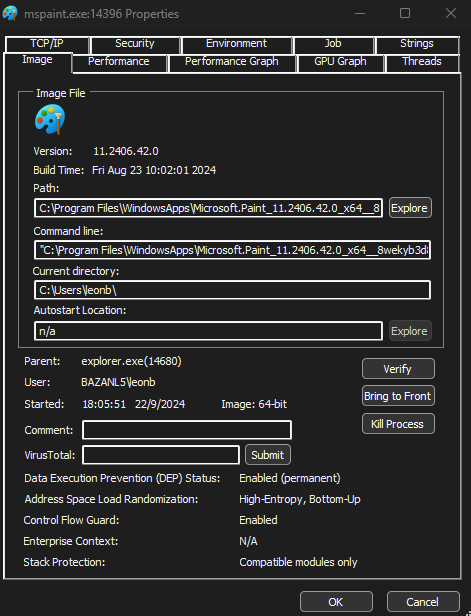 mspaint.exe:14396 Properties
TCP/IP Security Environment Job Strings
Image Performance Performance Graph GPU Graph Threads
Image File
Version: 11.2406.42.0
Build Time: Fri Aug 23 10:02:01 2024
Path:
C:\Program Files\WindowsApps\Microsoft.Paint_11.2406.42.0_x64__8 Explore
Command line:
"C:\Program Files\WindowsApps\Microsoft.Paint_11.2406.42.0_x64__8wekyb3d8
Current directory:
C:\Users\leonb\
Autostart Location:
n/a Explore
Parent: explorer.exe(14680)
Verify
User: BAZANL5\leonb
Bring to Front
Started: 18:05:51 22/9/2024 Image: 64-bit
Kill Process
Comment:
VirusTotal: Submit
Data Execution Prevention (DEP) Status: Enabled (permanent)
Address Space Load Randomization: High-Entropy, Bottom-Up
Control Flow Guard: Enabled
Enterprise Context: N/A
Stack Protection: Compatible modules only
OK Cancel